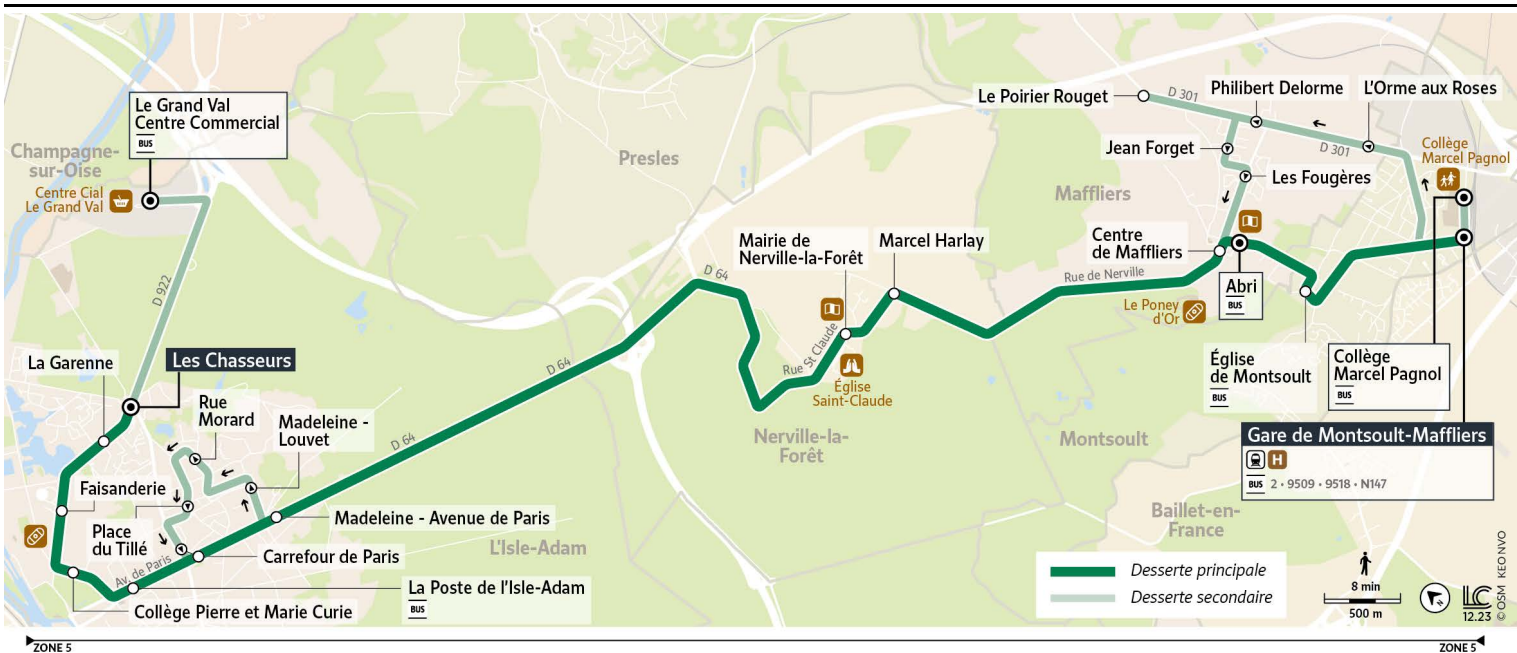 Le Grand Val
Centre Commercial
BUS
Champagne-
sur-Oise
Centre Cial
Le Grand Val
D 922
Presles
Le Poirier Rouget
D 301
Philibert Delorme
L'Orme aux Roses
D 301
Jean Forget
Les Fougères
Collège
Marcel Pagnol
Maffliers
Centre
de Maffliers
Mairie de
Nerville-la-Forêt
Marcel Harlay
D 64
Rue de Nerville
Le Poney
d'Or
Abri
BUS
Rue St Claude
Église
Saint-Claude
Église
de Montsoult
BUS
Collège
Marcel Pagnol
BUS
La Garenne
Les Chasseurs
Rue
Morard
Madeleine -
Louvet
D 64
D 64
Nerville-la-
Forêt
Montsoult
Gare de Montsoult-Maffliers
H
BUS 2 • 9509 • 9518 • N147
Faisanderie
Place
du Tillé
Madeleine - Avenue de Paris
Carrefour de Paris
L'Isle-Adam
Av. de Paris
La Poste de l'Isle-Adam
BUS
Collège Pierre et Marie Curie
Baillet-en-
France
Desserte principale
Desserte secondaire
8 min
500 m
N
LC
12.23
© OSM KEO NVO
ZONE 5
ZONE 5